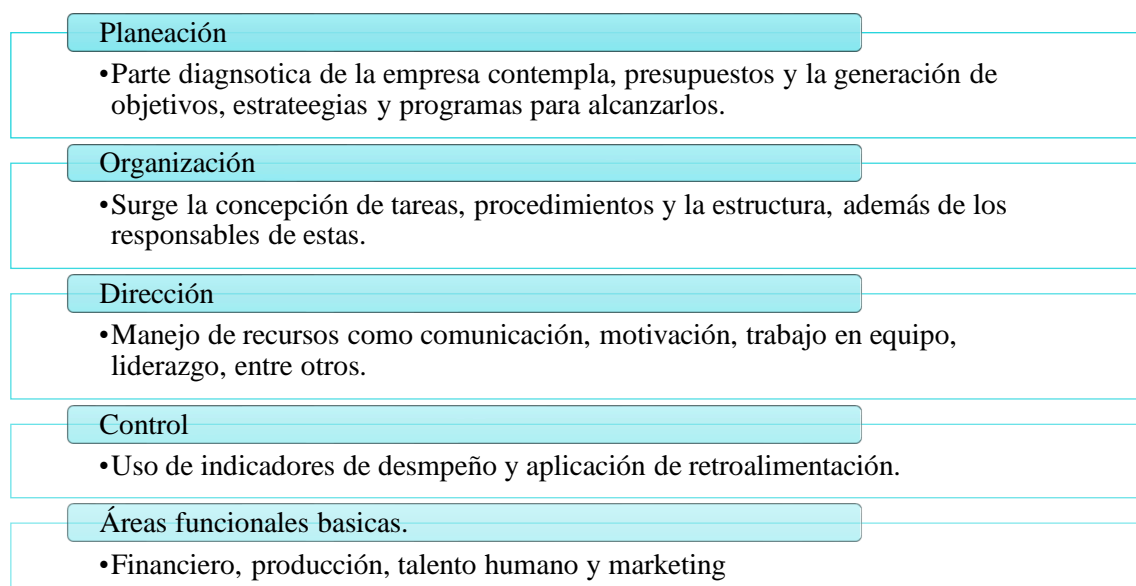 Planeación
•Parte diagnsotica de la empresa contempla, presupuestos y la generación de
objetivos, estrateegias y programas para alcanzarlos.
Organización
•Surge la concepción de tareas, procedimientos y la estructura, además de los
responsables de estas.
Dirección
•Manejo de recursos como comunicación, motivación, trabajo en equipo,
liderazgo, entre otros.
Control
•Uso de indicadores de desmpeño y aplicación de retroalimentación.
Áreas funcionales basicas.
•Financiero, producción, talento humano y marketing